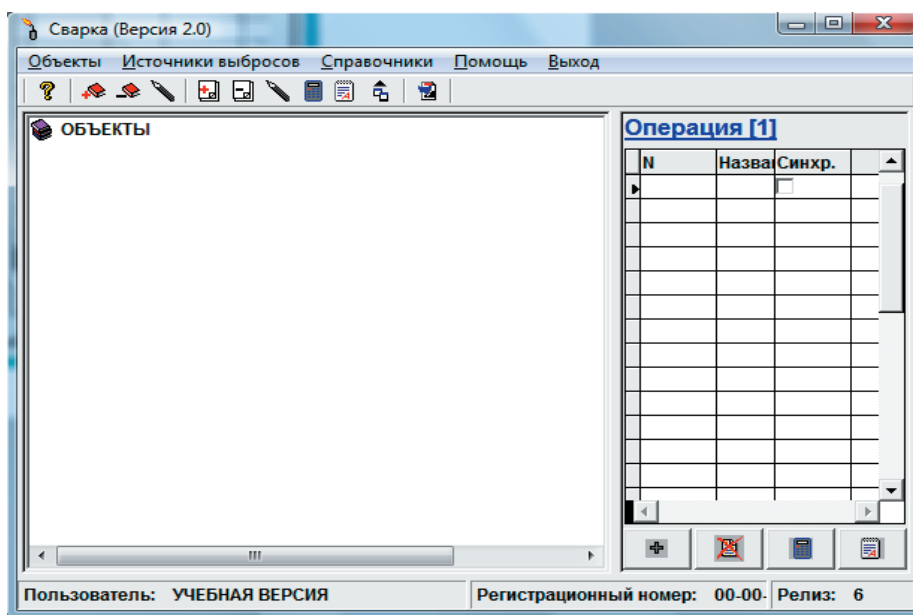 Сварка (Версия 2.0)
Объекты Источники выбросов Справочники Помощь Выход
ОБЪЕКТЫ
Операция [1]
N Назва Синхр.
Пользователь: УЧЕБНАЯ ВЕРСИЯ Регистрационный номер: 00-00- Релиз: 6